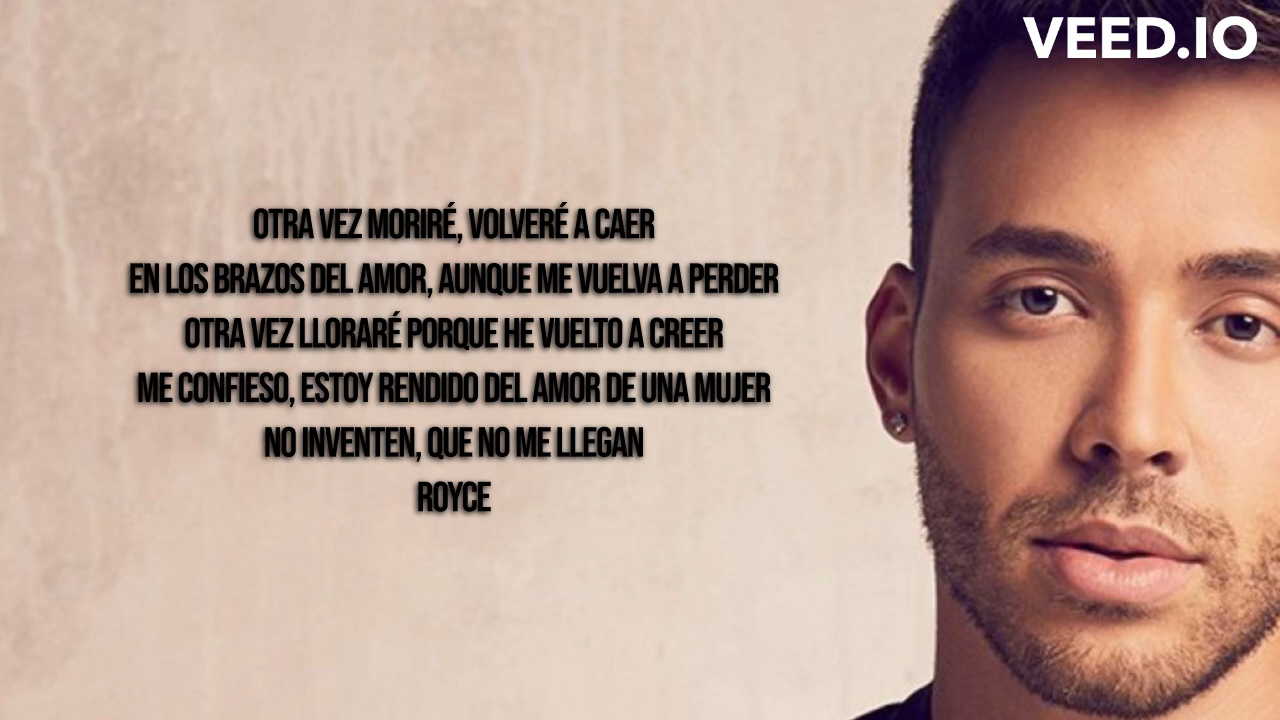 VEED.IO
OTRA VEZ MORIRÉ, VOLVERÉ A CAER
EN LOS BRAZOS DEL AMOR, AUNQUE ME VUELVA A PERDER
OTRA VEZ LLORARÉ PORQUE HE VUELTO A CREER
ME CONFIESO, ESTOY RENDIDO DEL AMOR DE UNA MUJER
NO INVENTEN, QUE NO ME LLEGAN
ROYCE